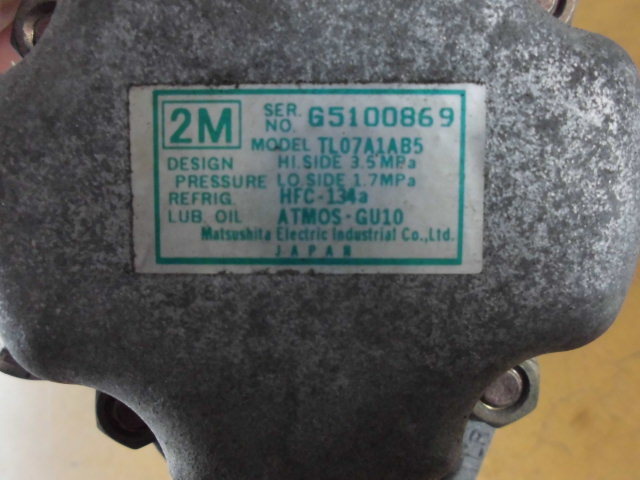 2M
SER. NO. G5100869
MODEL TL07A1AB5
DESIGN HI.SIDE 3.5MPa
PRESSURE LO SIDE 1.7MPa
REFRIG. HFC-134a
LUB. OIL ATMOS-GU10
Matsushita Electric Industrial Co., Ltd.
JAPAN